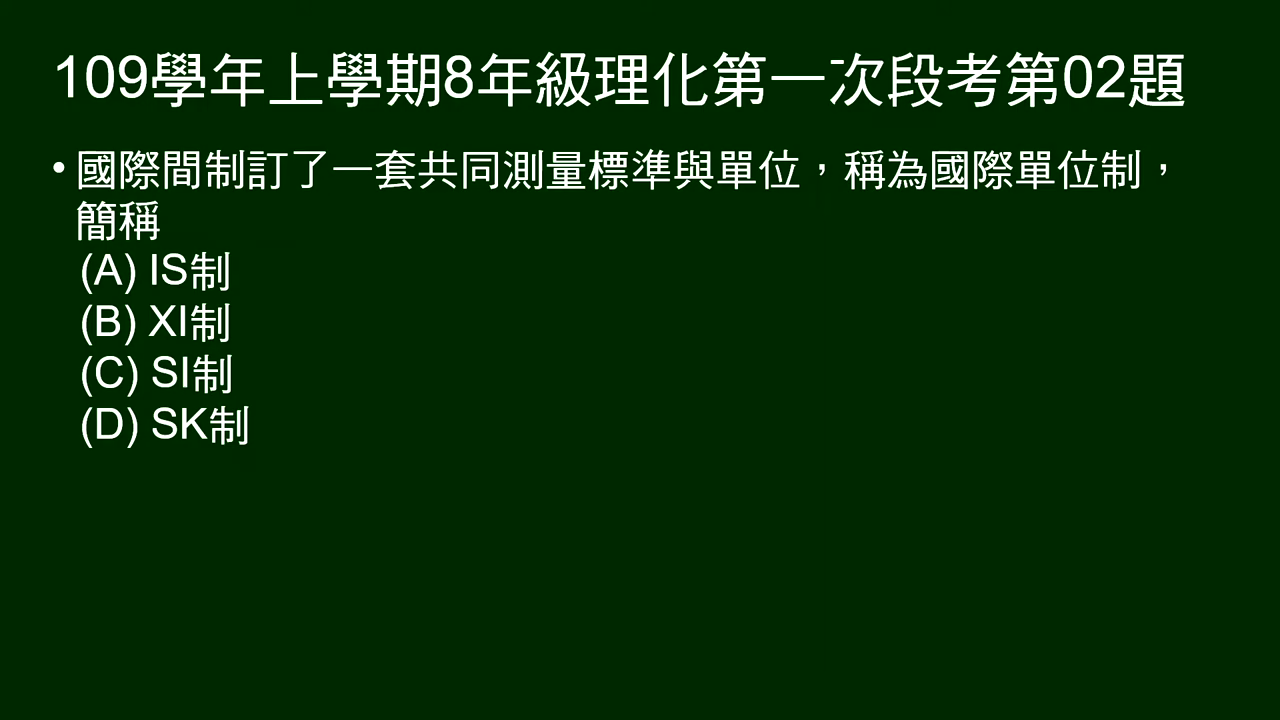 109學年上學期8年級理化第一次段考第02題
•國際間制訂了一套共同測量標準與單位，稱為國際單位制，
簡稱
(A) IS制
(B) XI制
(C) SI制
(D) SK制